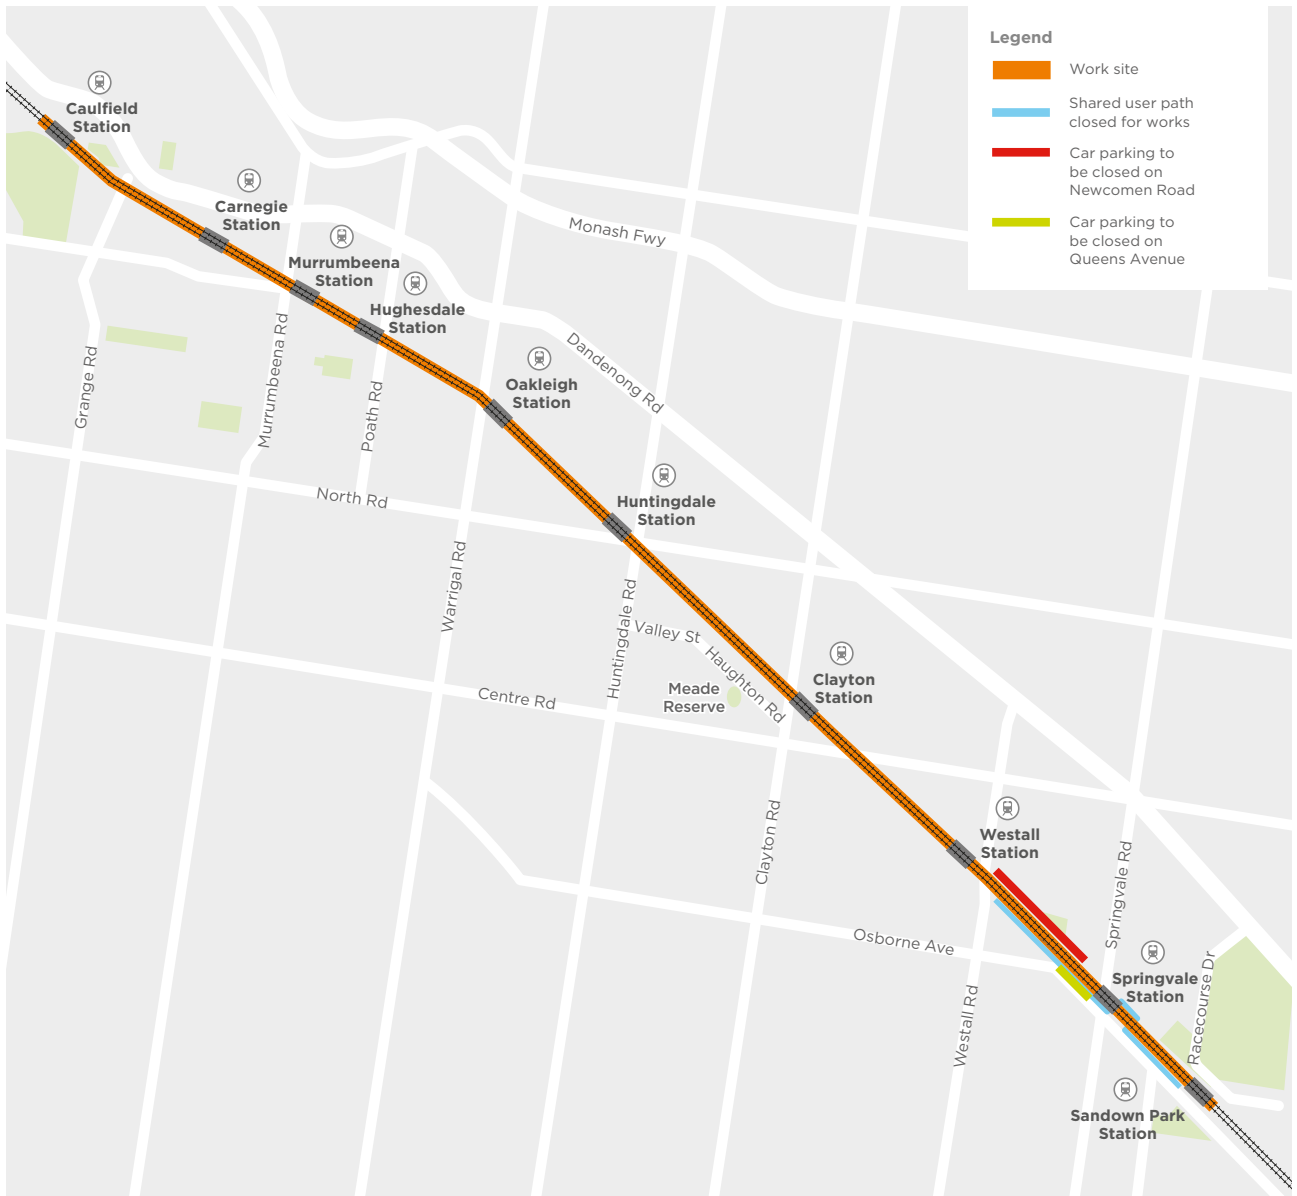 Legend
Work site
Shared user path
closed for works
Car parking to
be closed on
Newcomen Road
Car parking to
be closed on
Queens Avenue
Caulfield
Station
Carnegie
Station
Murrumbeena
Station
Hughesdale
Station
Monash Fwy
Oakleigh
Station
Dandenong Rd
Grange Rd
Murrumbeena Rd
Poath Rd
North Rd
Huntingdale
Station
Warrigal Rd
Huntingdale Rd
Valley St
Haughton Rd
Meade
Reserve
Centre Rd
Clayton
Station
Clayton Rd
Westall
Station
Osborne Ave
Springvale Rd
Springvale
Station
Westall Rd
Racecourse Dr
Sandown Park
Station